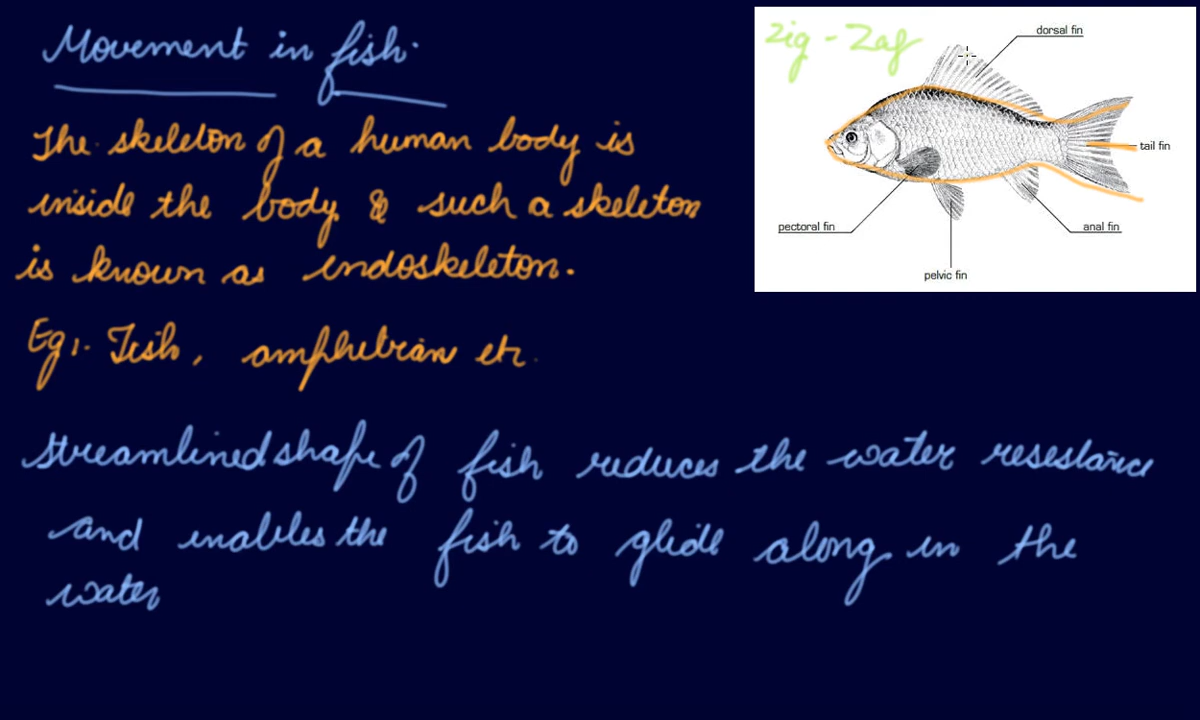 Movement in fish.
The skeleton of a human body is
inside the body & such a skeleton
is known as endoskeleton.
Eg:. Fish, amphibian etc.
streamlined shape of fish reduces the water resestance
and enables the fish to glide along in the
water
zig - zag
dorsal fin
tail fin
pectoral fin
anal fin
pelvic fin